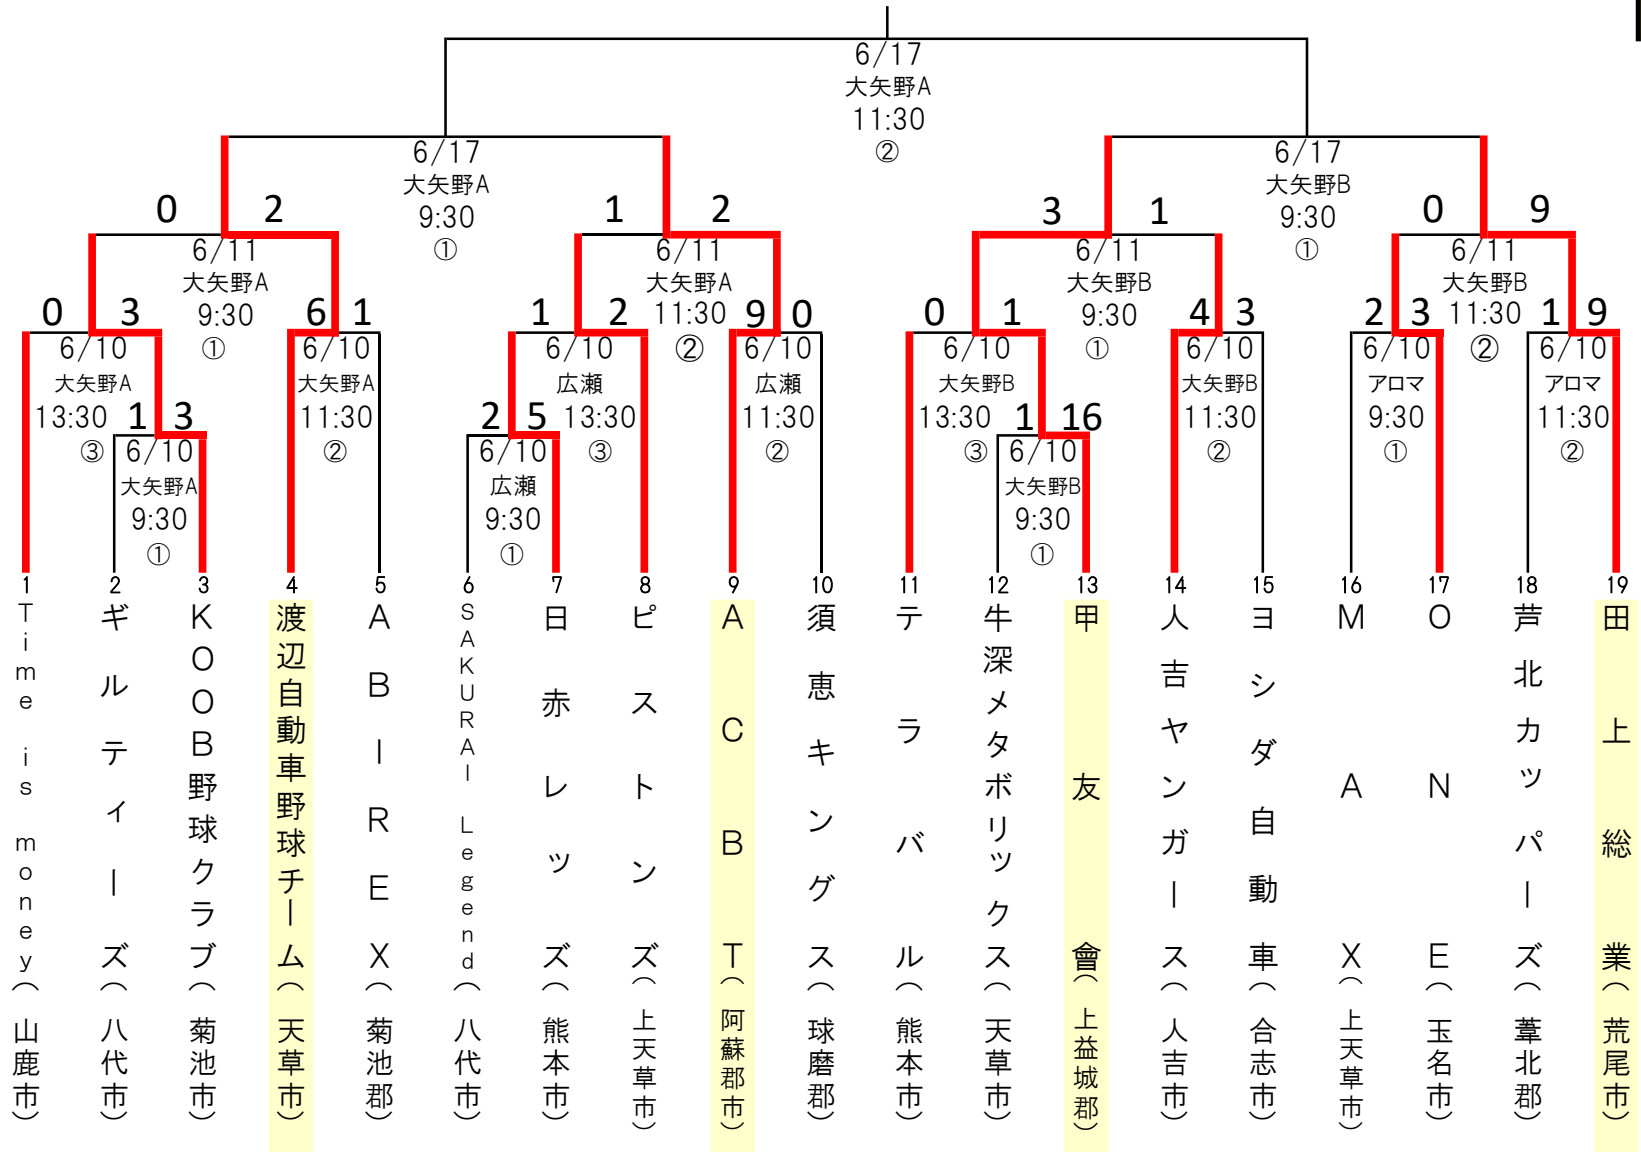 6/17
大矢野A
11:30
②
6/17
大矢野A
9:30
①
6/17
大矢野B
9:30
①
0 2
6/11
大矢野A
9:30
①
1 2
6/11
大矢野A
11:30
②
3 1
6/11
大矢野B
9:30
①
0 9
6/11
大矢野B
11:30
②
0 3
6/10
大矢野A
13:30
③
6 1
6/10
大矢野A
11:30
②
1 2
6/10
広瀬
13:30
③
9 0
6/10
広瀬
11:30
②
0 1
6/10
大矢野B
13:30
③
4 3
6/10
大矢野B
11:30
②
2 3
6/10
アロマ
9:30
①
1 9
6/10
アロマ
11:30
②
1 3
6/10
大矢野A
9:30
①
2 5
6/10
広瀬
9:30
①
1 16
6/10
大矢野B
9:30
①
1
Time is money(山鹿市)
2
ギルティーズ(八代市)
3
KOOB野球クラブ(菊池市)
4
渡辺自動車野球チーム(天草市)
5
ABIREX(菊池郡)
6
SAKURAI Legend(八代市)
7
日赤レッズ(熊本市)
8
ピストンズ(上天草市)
9
ACBT(阿蘇郡市)
10
須恵キングス(球磨郡)
11
テラバル(熊本市)
12
牛深メタボリックス(天草市)
13
甲友會(上益城郡)
14
人吉ヤンガース(人吉市)
15
ヨシダ自動車(合志市)
16
MAX(上天草市)
17
ONE(玉名市)
18
芦北カッパーズ(葦北郡)
19
田上総業(荒尾市)